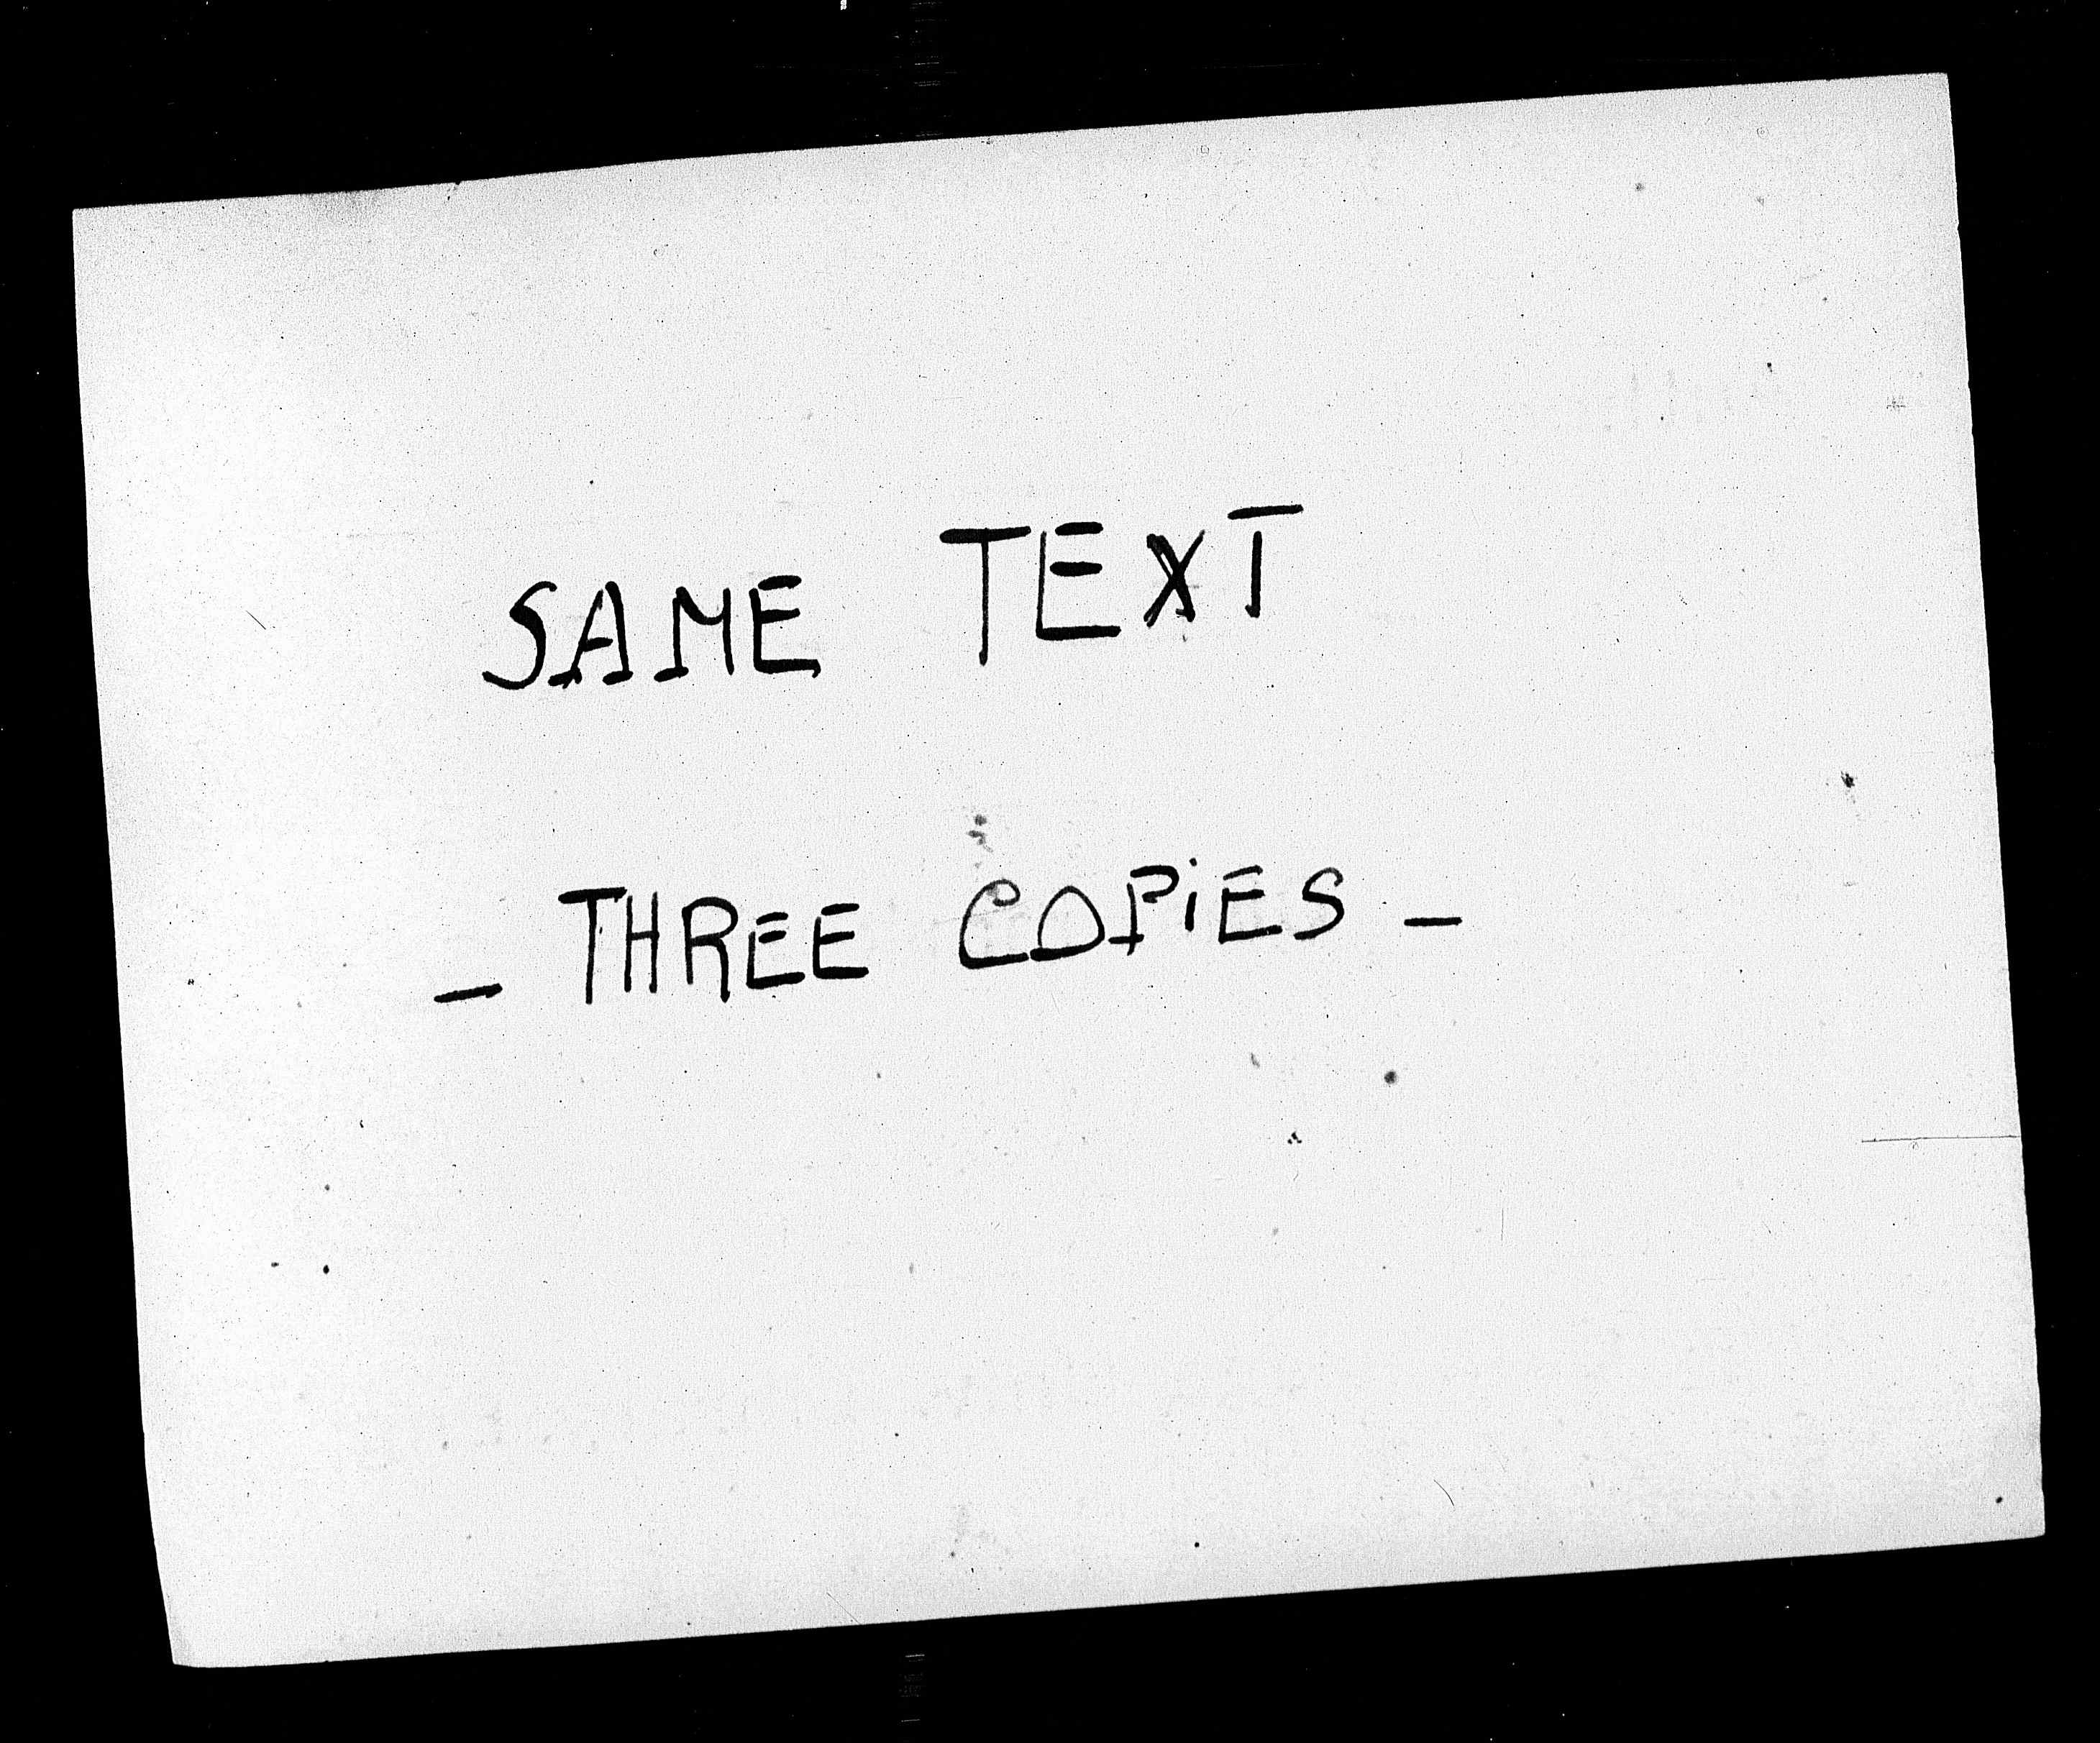 SAME TEXT
- THREE COPiES -